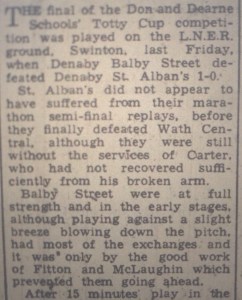 THE final of the Don and Dearne
Schools' Totty Cup competi-
tion was played on the L.N.E.R.
ground, Swinton, last Friday,
when Denaby Balby Street de-
feated Denaby St. Alban's 1-0.
St. Alban's did not appear to
have suffered from their mara-
thon semi-final replays, before
they finally defeated Wath Cen-
tral, although they were still
without the services of Carter,
who had not recovered suffi-
ciently from his broken arm.
Balby Street were at full
strength and in the early stages,
although playing against a slight
breeze blowing down the pitch,
had most of the exchanges and
it was only by the good work
of Fitton and McLaughin which
prevented them going ahead.
After 15 minutes' play in the